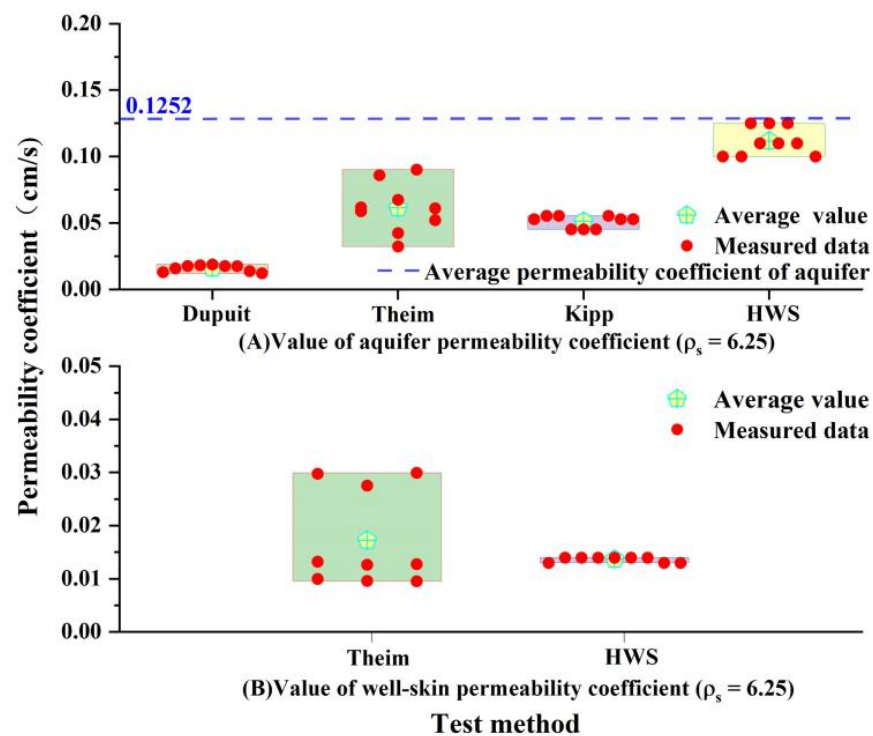 Permeability coefficient (cm/s)
0.20
0.15
0.10
0.05
0.00
0.1252
Average value
Measured data
Average permeability coefficient of aquifer
Dupuit Theim Kipp HWS
(A)Value of aquifer permeability coefficient (ρs = 6.25)
0.05
0.04
0.03
0.02
0.01
0.00
Average value
Measured data
Theim HWS
(B)Value of well-skin permeability coefficient (ρs = 6.25)
Test method